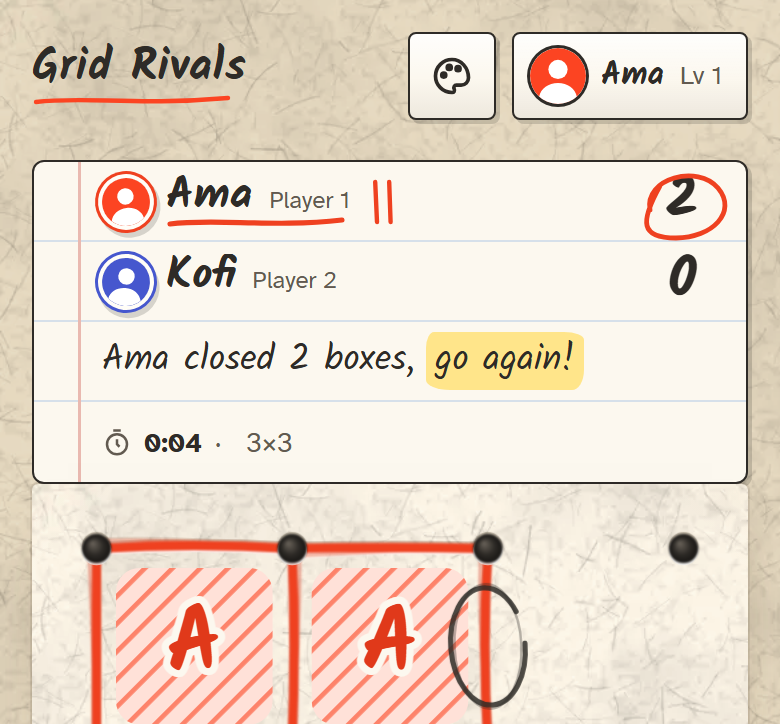 Grid Rivals
Ama Lv 1
Ama Player 1 2
Kofi Player 2 0
Ama closed 2 boxes, go again!
0:04 · 3×3
A A